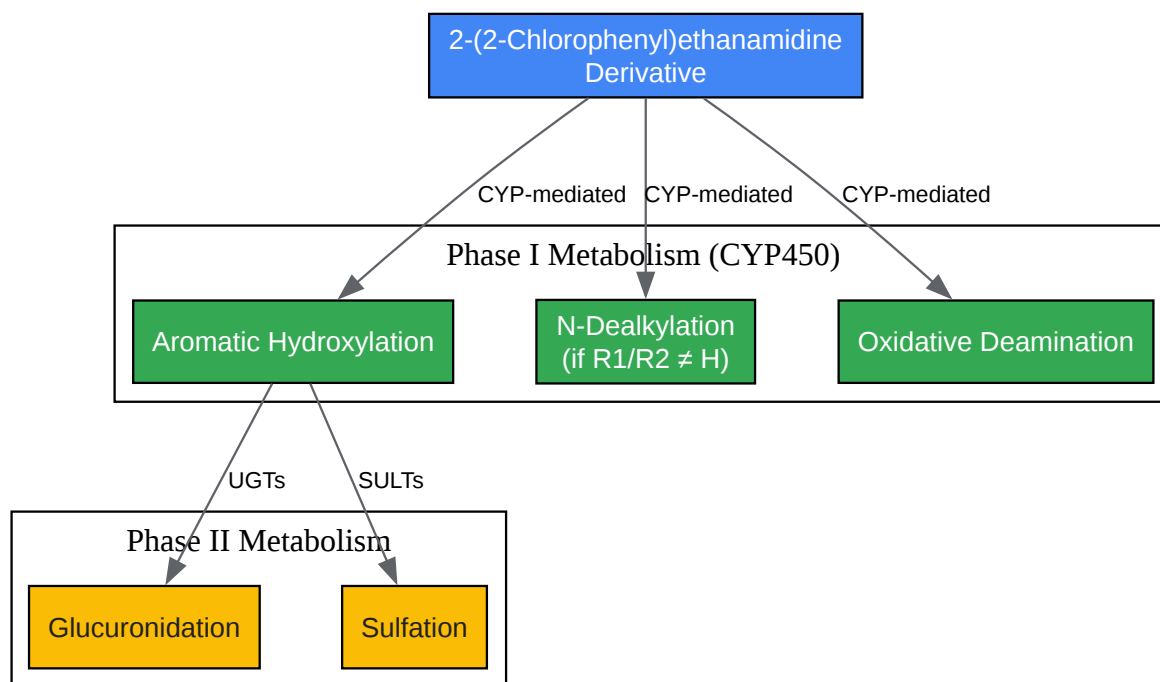 2-(2-Chlorophenyl)ethanamidine
Derivative
CYP-mediated
CYP-mediated
CYP-mediated
Phase I Metabolism (CYP450)
Aromatic Hydroxylation
N-Dealkylation
(if R1/R2 ≠ H)
Oxidative Deamination
UGTs
SULTs
Phase II Metabolism
Glucuronidation
Sulfation